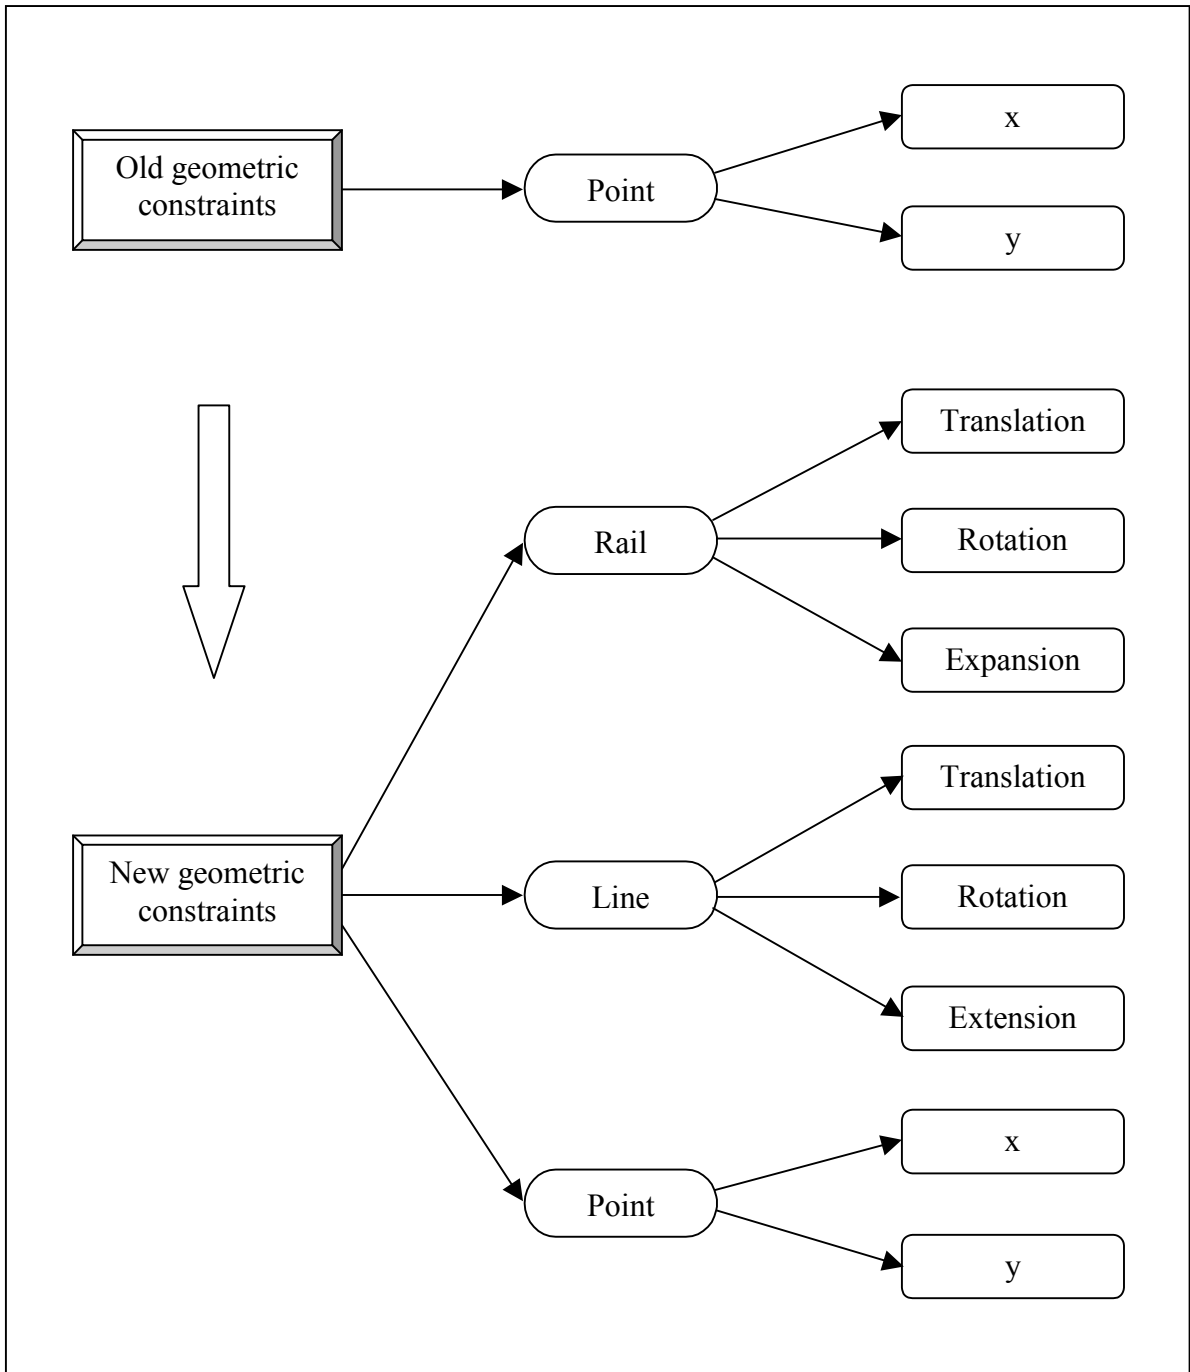 Old geometric
constraints
Point
x
y
New geometric
constraints
Rail
Translation
Rotation
Expansion
Line
Translation
Rotation
Extension
Point
x
y